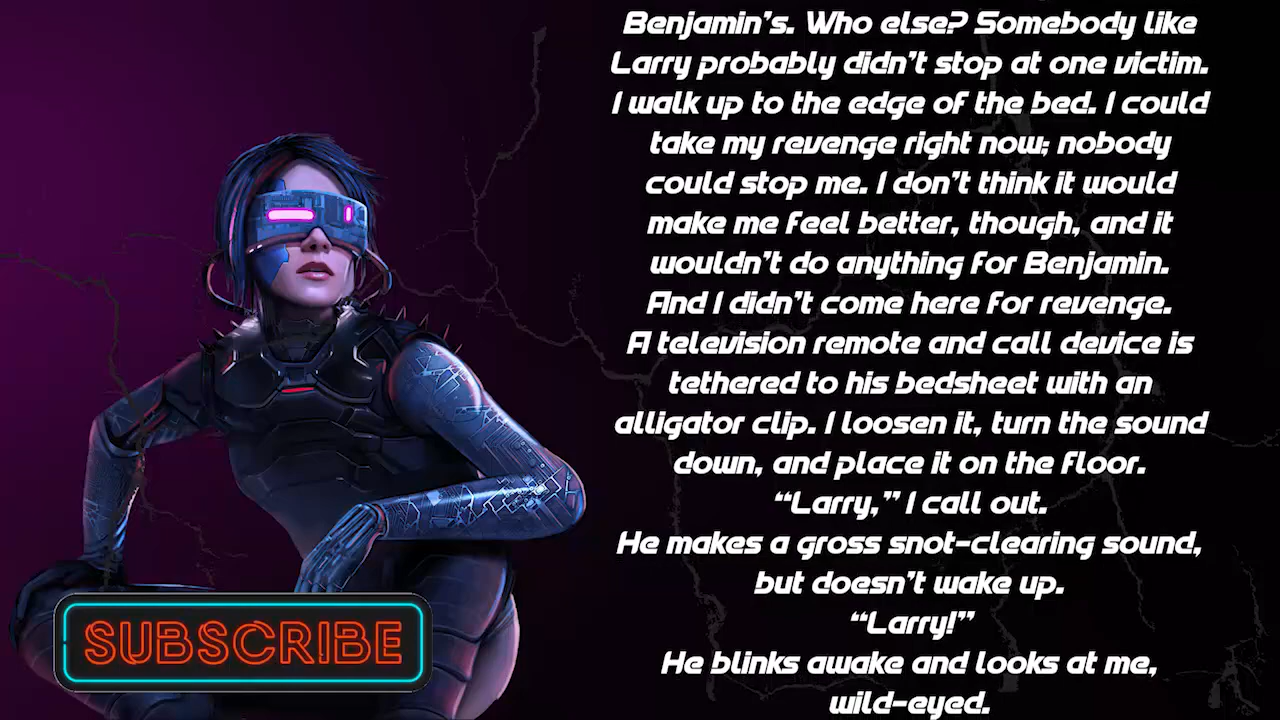 Benjamin's. Who else? Somebody like
Larry probably didn't stop at one victim.
I walk up to the edge of the bed. I could
take my revenge right now; nobody
could stop me. I don't think it would
make me feel better, though, and it
wouldn't do anything for Benjamin.
And I didn't come here for revenge.
A television remote and call device is
tethered to his bedsheet with an
alligator clip. I loosen it, turn the sound
down, and place it on the floor.
“Larry,” I call out.
He makes a gross snot-clearing sound,
but doesn't wake up.
“Larry!”
He blinks awake and looks at me,
wild-eyed.
SUBSCRIBE